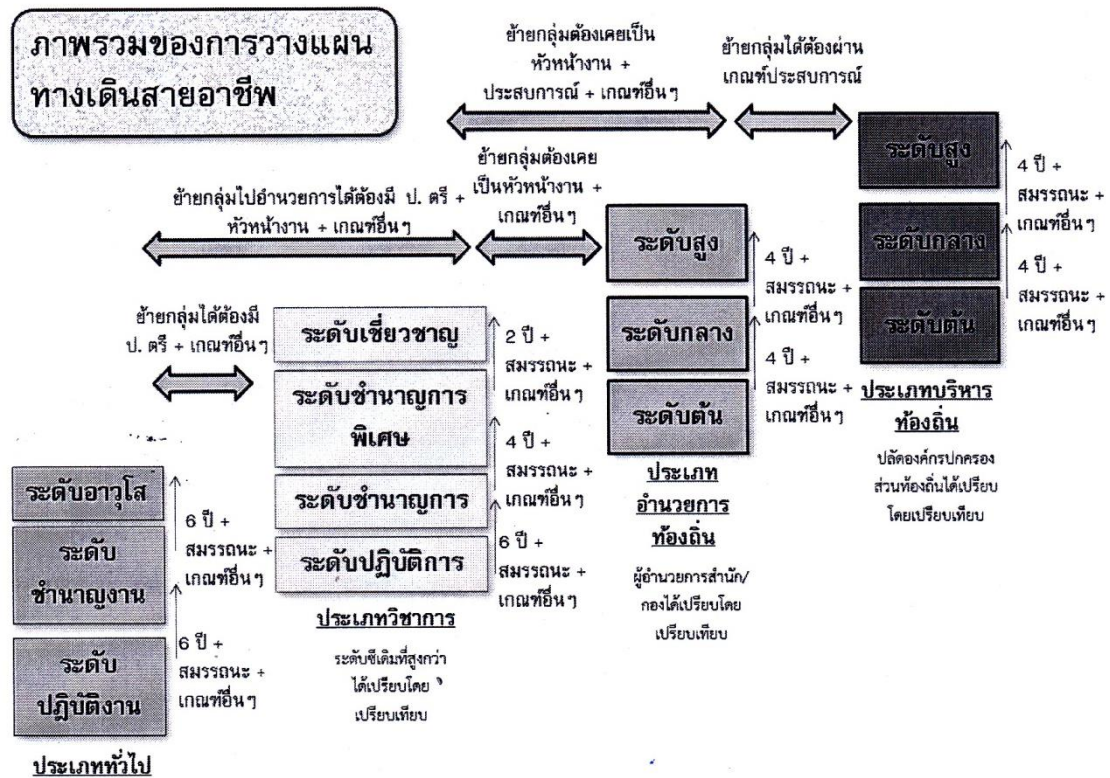 ภาพรวมของการวางแผน
ทางเดินสายอาชีพ
ย้ายกลุ่มต้องเคยเป็น
หัวหน้างาน +
ประสบการณ์ + เกณฑ์อื่นๆ
ย้ายกลุ่มได้ต้องผ่าน
เกณฑ์ประสบการณ์
ย้ายกลุ่มไปอำนวยการได้ต้องมี ป. ตรี +
หัวหน้างาน + เกณฑ์อื่นๆ
ย้ายกลุ่มต้องเคย
เป็นหัวหน้างาน +
เกณฑ์อื่นๆ
ย้ายกลุ่มได้ต้องมี
ป. ตรี + เกณฑ์อื่นๆ
ระดับอาวุโส
ระดับ
ชำนาญงาน
ระดับ
ปฏิบัติงาน
6 ปี +
สมรรถนะ +
เกณฑ์อื่นๆ
6 ปี +
สมรรถนะ +
เกณฑ์อื่นๆ
ประเภททั่วไป
ระดับเชี่ยวชาญ
ระดับชำนาญการ
พิเศษ
ระดับชำนาญการ
ระดับปฏิบัติการ
2 ปี +
สมรรถนะ +
เกณฑ์อื่นๆ
4 ปี +
สมรรถนะ +
เกณฑ์อื่นๆ
6 ปี +
สมรรถนะ +
เกณฑ์อื่นๆ
ประเภทวิชาการ
ระดับซีเดิมที่สูงกว่า
ได้เปรียบโดย
เปรียบเทียบ
ระดับสูง
ระดับกลาง
ระดับต้น
4 ปี +
สมรรถนะ +
เกณฑ์อื่นๆ
4 ปี +
สมรรถนะ +
เกณฑ์อื่นๆ
ประเภท
อำนวยการ
ท้องถิ่น
ผู้อำนวยการสำนัก/
กองได้เปรียบโดย
เปรียบเทียบ
ระดับสูง
ระดับกลาง
ระดับต้น
4 ปี +
สมรรถนะ +
เกณฑ์อื่นๆ
4 ปี +
สมรรถนะ +
เกณฑ์อื่นๆ
ประเภทบริหาร
ท้องถิ่น
ปลัดองค์กรปกครอง
ส่วนท้องถิ่นได้เปรียบ
โดยเปรียบเทียบ